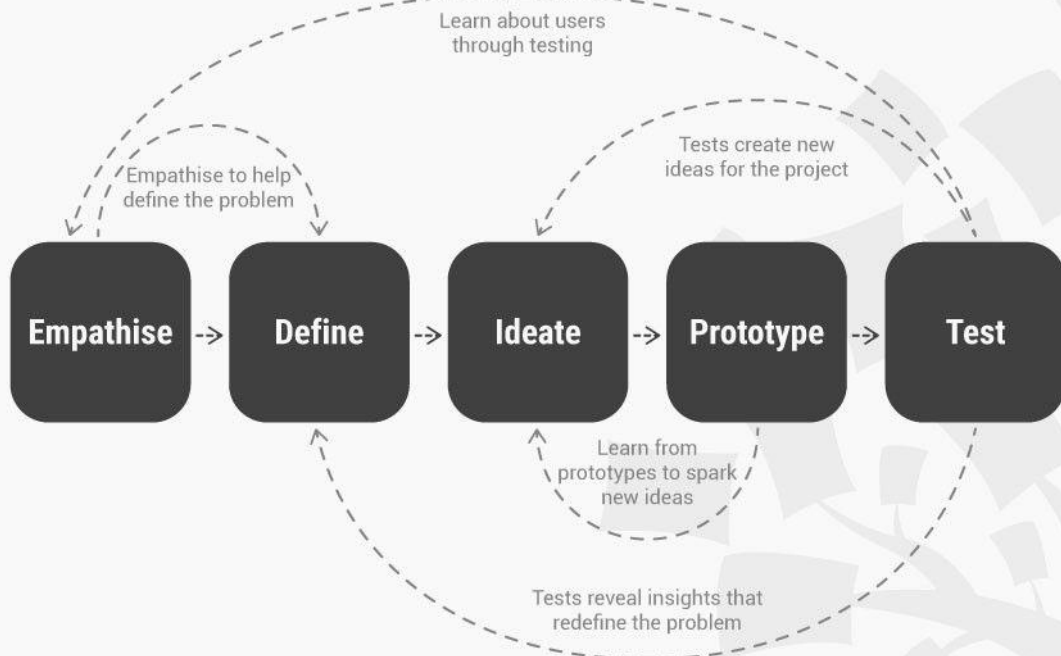 Learn about users
through testing
Empathise to help
define the problem
Tests create new
ideas for the project
Empathise
Define
Ideate
Prototype
Test
Learn from
prototypes to spark
new ideas
Tests reveal insights that
redefine the problem